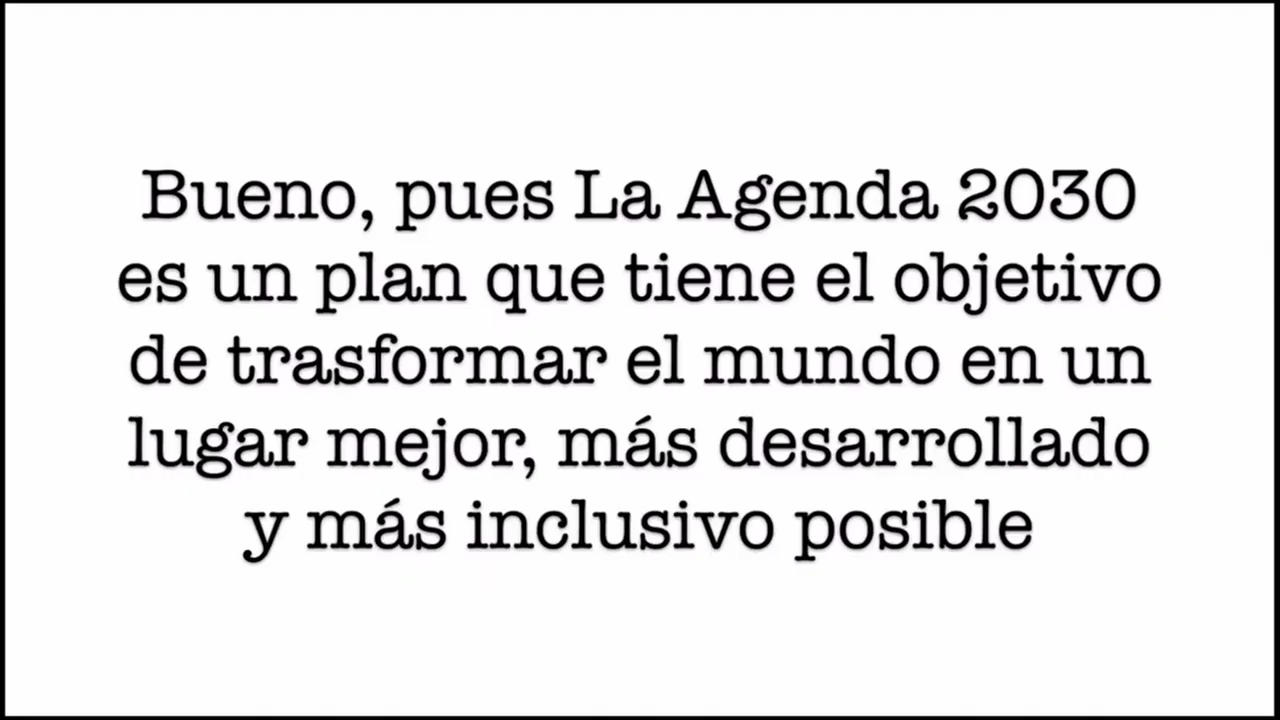 Bueno, pues La Agenda 2030
es un plan que tiene el objetivo
de trasformar el mundo en un
lugar mejor, más desarrollado
y más inclusivo posible